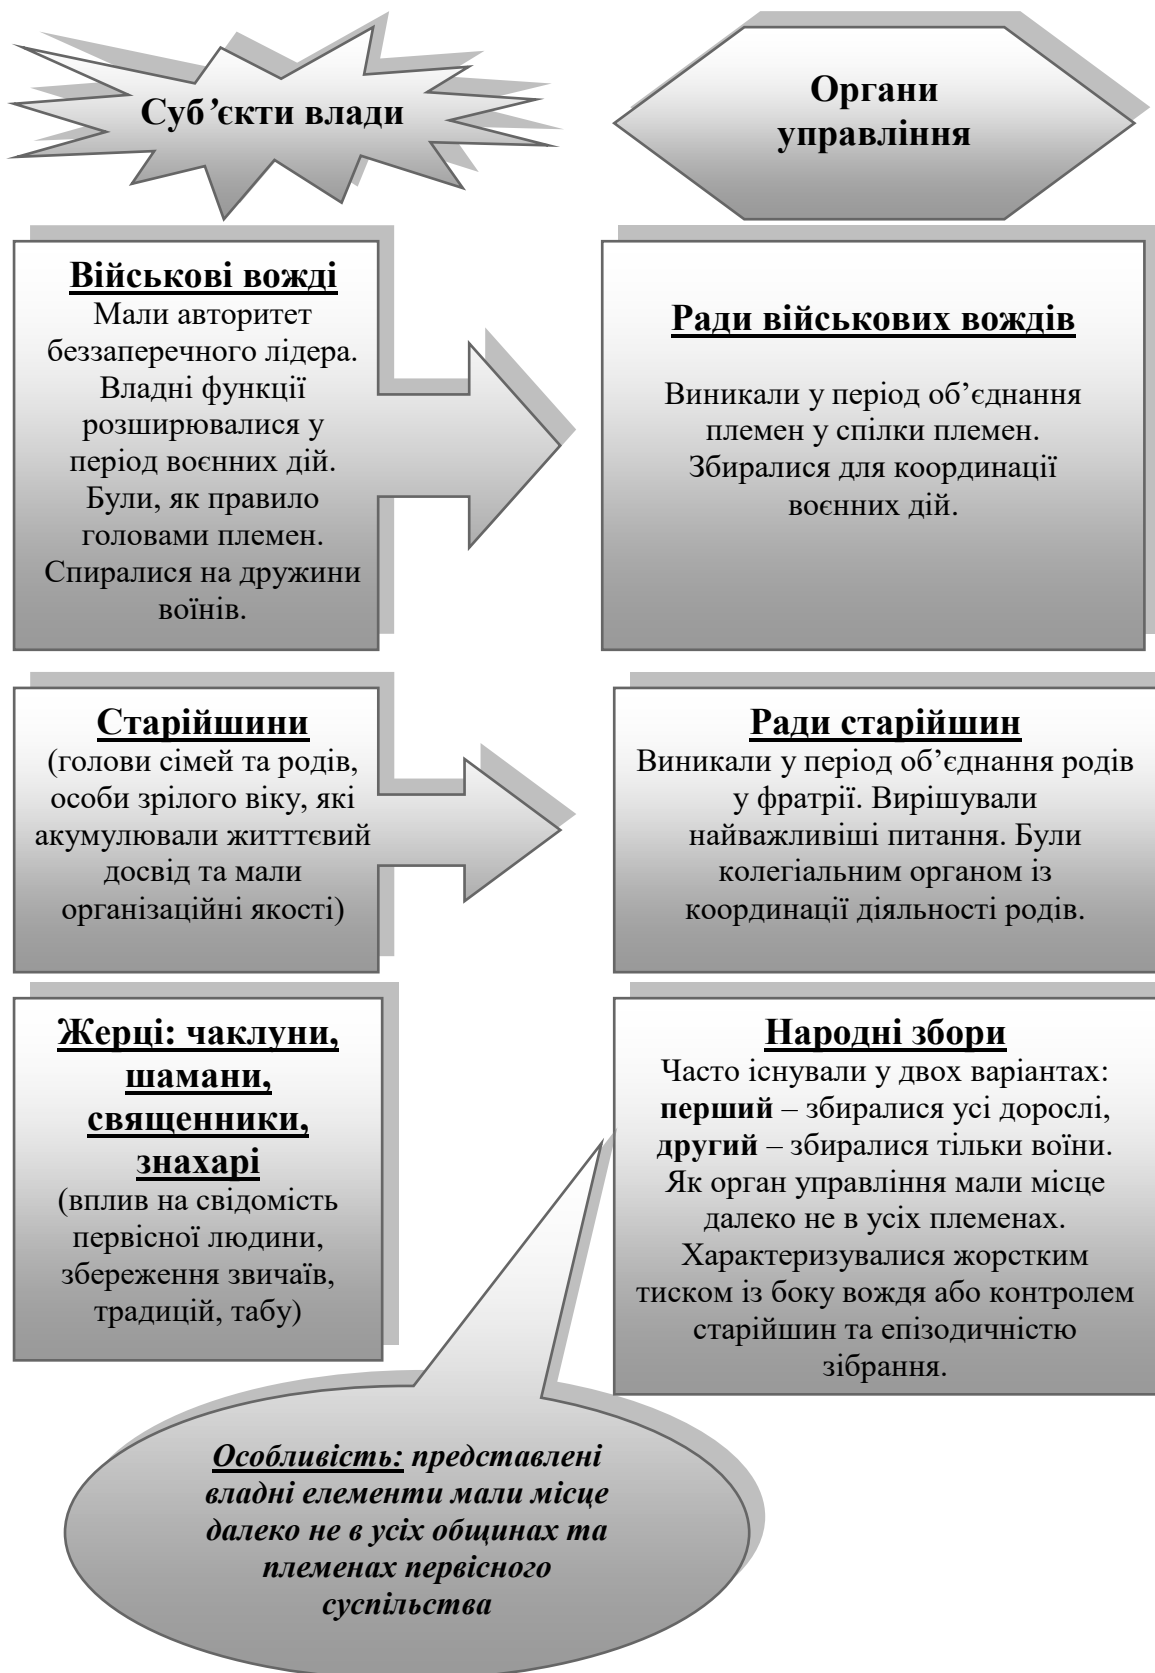 Суб’єкти влади
Органи
управління
Військові вожді
Мали авторитет
беззаперечного лідера.
Владні функції
розширювалися у
період воєнних дій.
Були, як правило
головами племен.
Спиралися на дружини
воїнів.
Ради військових вождів
Виникали у період об’єднання
племен у спілки племен.
Збиралися для координації
воєнних дій.
Старійшини
(голови сімей та родів,
особи зрілого віку, які
акумулювали житттєвий
досвід та мали
організаційні якості)
Ради старійшин
Виникали у період об’єднання родів
у фратрії. Вирішували
найважливіші питання. Були
колегіальним органом із
координації діяльності родів.
Жерці: чаклуни,
шамани,
священники,
знахарі
(вплив на свідомість
первісної людини,
збереження звичаїв,
традицій, табу)
Народні збори
Часто існували у двох варіантах:
перший – збиралися усі дорослі,
другий – збиралися тільки воїни.
Як орган управління мали місце
далеко не в усіх племенах.
Характеризувалися жорстким
тиском із боку вождя або контролем
старійшин та епізодичністю
зібрання.
Особливість: представлені
владні елементи мали місце
далеко не в усіх общинах та
племенах первісного
суспільства